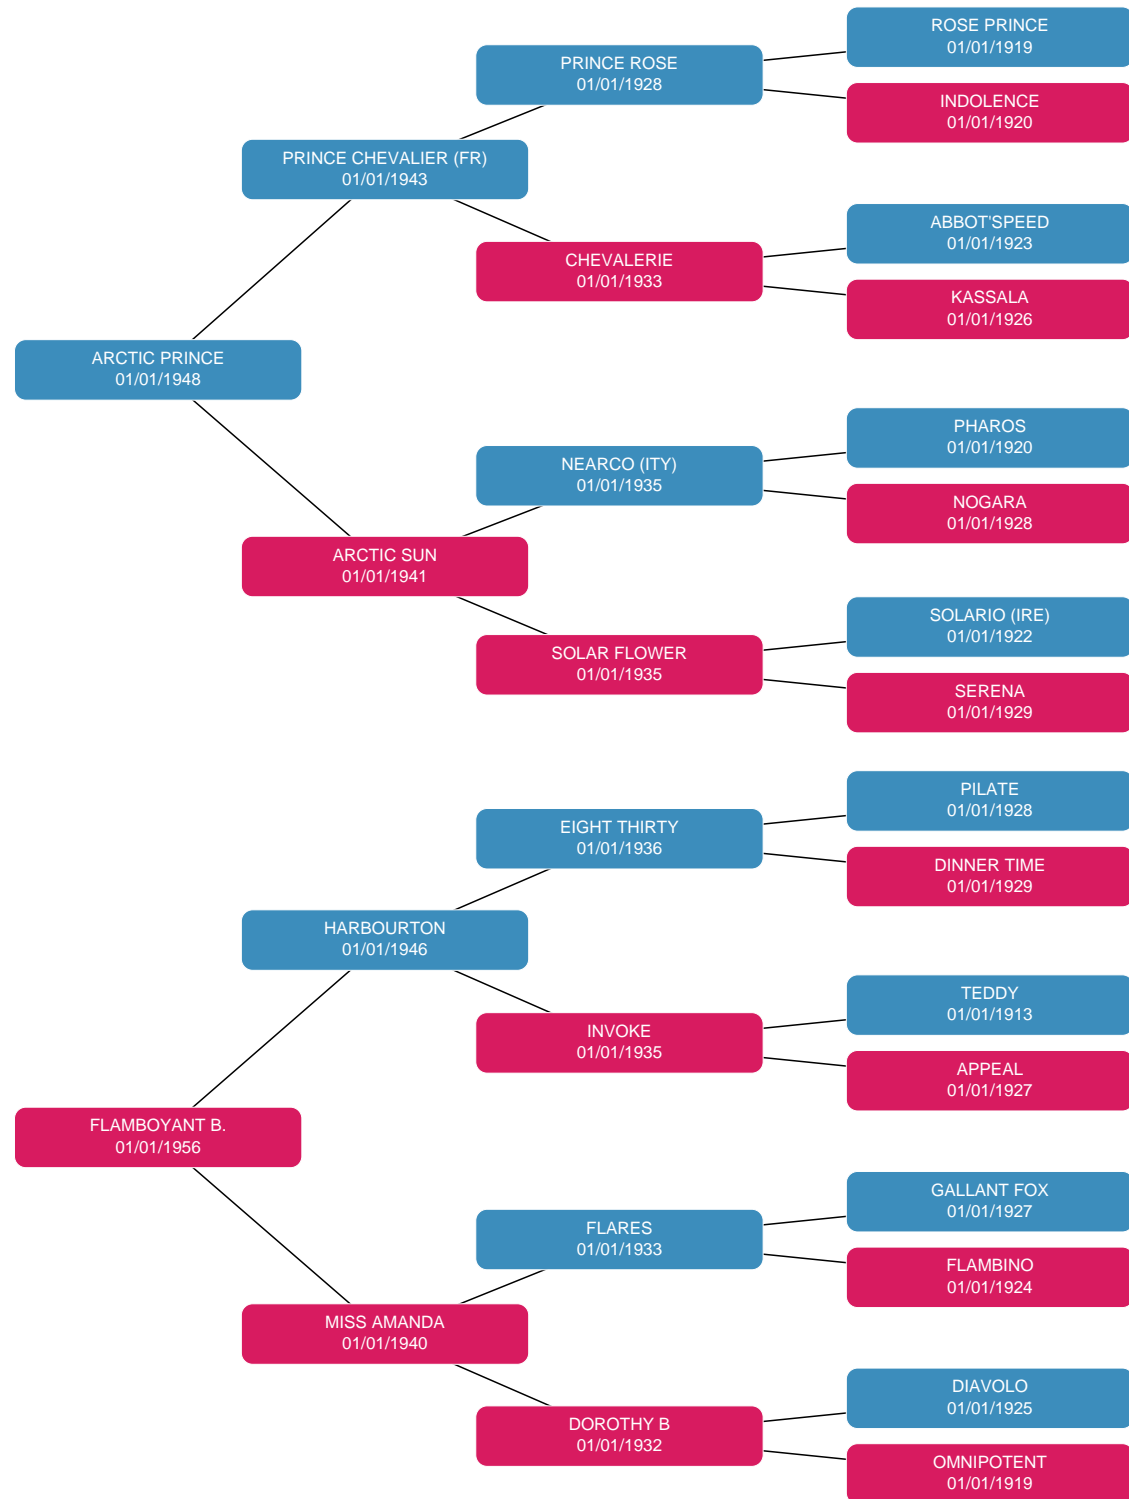 ROSE PRINCE
01/01/1919
PRINCE ROSE
01/01/1928
INDOLENCE
01/01/1920
PRINCE CHEVALIER (FR)
01/01/1943
ABBOT'SPEED
01/01/1923
CHEVALERIE
01/01/1933
KASSALA
01/01/1926
ARCTIC PRINCE
01/01/1948
PHAROS
01/01/1920
NEARCO (ITY)
01/01/1935
NOGARA
01/01/1928
ARCTIC SUN
01/01/1941
SOLARIO (IRE)
01/01/1922
SOLAR FLOWER
01/01/1935
SERENA
01/01/1929
PILATE
01/01/1928
EIGHT THIRTY
01/01/1936
DINNER TIME
01/01/1929
HARBOURTON
01/01/1946
TEDDY
01/01/1913
INVOKE
01/01/1935
APPEAL
01/01/1927
FLAMBOYANT B.
01/01/1956
GALLANT FOX
01/01/1927
FLARES
01/01/1933
FLAMBINO
01/01/1924
MISS AMANDA
01/01/1940
DIAVOLO
01/01/1925
DOROTHY B
01/01/1932
OMNIPOTENT
01/01/1919